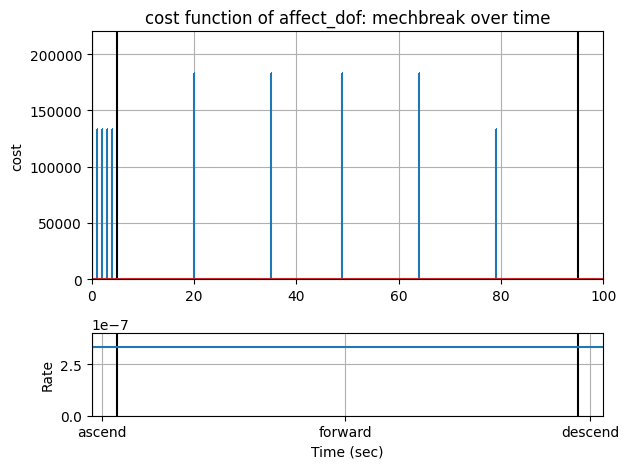 cost function of affect_dof: mechbreak over time
200000
150000
100000
50000
0
cost
0 20 40 60 80 100
1e−7
2.5
0.0
Rate
ascend forward descend
Time (sec)